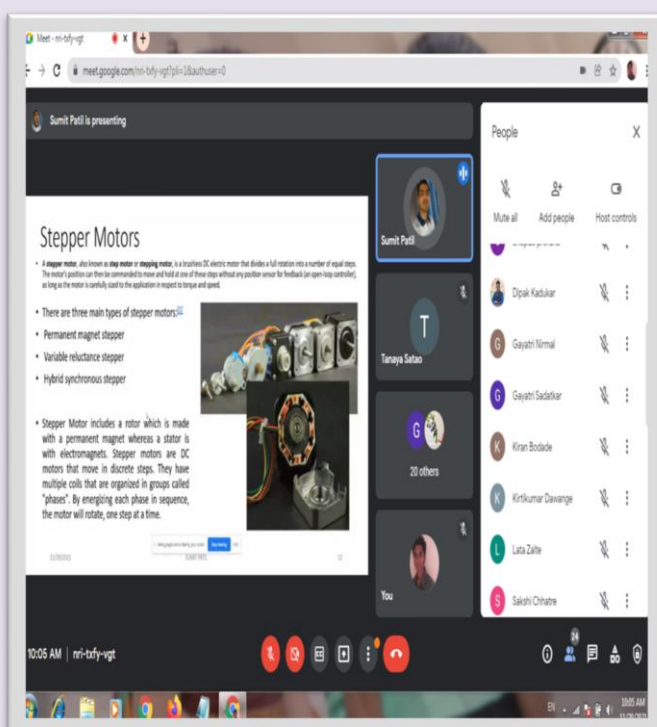 Meet - nri-txfy-vgt
meet.google.com/nri-txfy-vgt?pli=1&authuser=0
Sumit Patil is presenting
Stepper Motors
• A stepper motor, also known as step motor or stepping motor, is a brushless DC electric motor that divides a full rotation into a number of equal steps.
The motor's position can then be commanded to move and hold at one of these steps without any position sensor for feedback (an open-loop controller),
as long as the motor is carefully sized to the application in respect to torque and speed.
• There are three main types of stepper motors:[2]
• Permanent magnet stepper
• Variable reluctance stepper
• Hybrid synchronous stepper
• Stepper Motor includes a rotor which is made
with a permanent magnet whereas a stator is
with electromagnets. Stepper motors are DC
motors that move in discrete steps. They have
multiple coils that are organized in groups called
"phases". By energizing each phase in sequence,
the motor will rotate, one step at a time.
Stop sharing
SUMIT PATIL
12
Sumit Patil
T
Tanaya Satao
G
20 others
You
People
Mute all
Add people
Host controls
Dipak Kadukar
G
Gayatri Nirmal
G
Gayatri Sadatkar
K
Kiran Bodade
K
Kirtikumar Dawange
L
Lata Zalte
S
Sakshi Chhatre
10:05 AM | nri-txfy-vgt
24
EN
10:05 AM